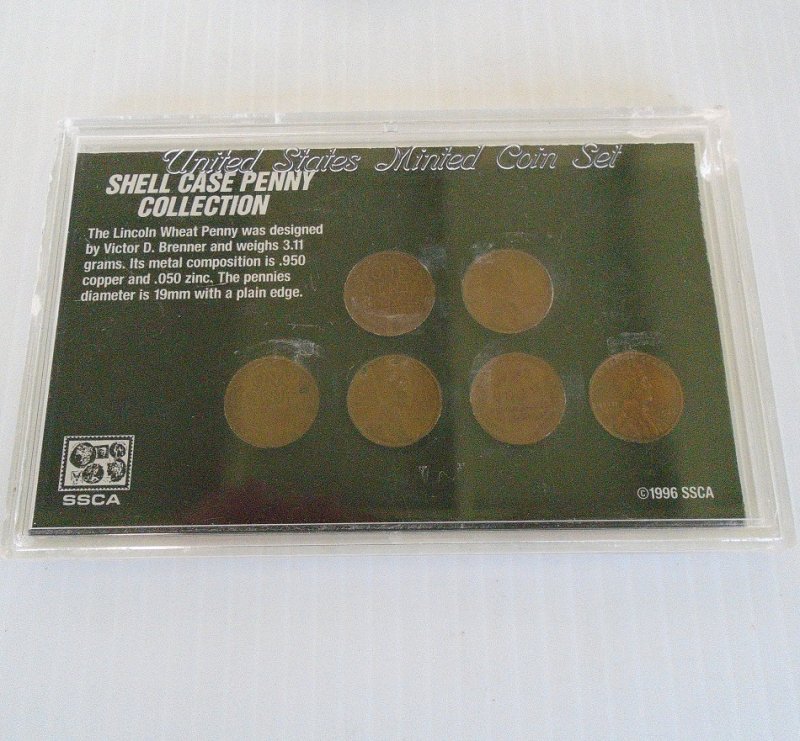 United States Minted Coin Set
SHELL CASE PENNY
COLLECTION
The Lincoln Wheat Penny was designed
by Victor D. Brenner and weighs 3.11
grams. Its metal composition is .950
copper and .050 zinc. The pennies
diameter is 19mm with a plain edge.
SSCA
©1996 SSCA